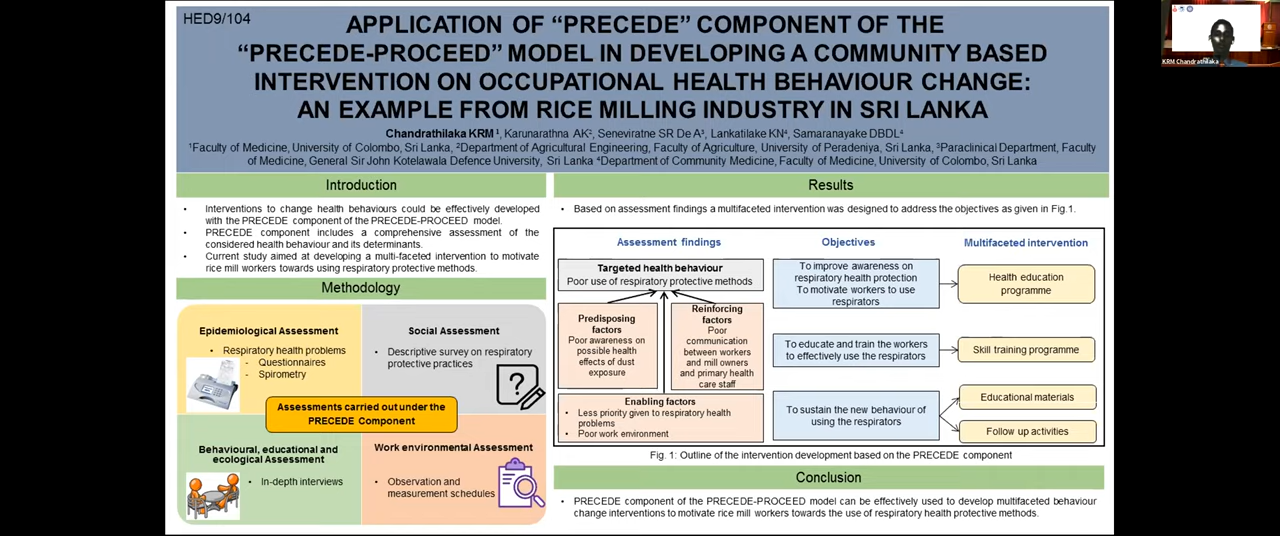 HED9/104
APPLICATION OF “PRECEDE” COMPONENT OF THE
“PRECEDE-PROCEED” MODEL IN DEVELOPING A COMMUNITY BASED
INTERVENTION ON OCCUPATIONAL HEALTH BEHAVIOUR CHANGE:
AN EXAMPLE FROM RICE MILLING INDUSTRY IN SRI LANKA
Chandrathilaka KRM¹, Karunarathna AK², Seneviratne SR De A³, Lankatilake KN⁴, Samaranayake DBDL⁴
¹Faculty of Medicine, University of Colombo, Sri Lanka, ²Department of Agricultural Engineering, Faculty of Agriculture, University of Peradeniya, Sri Lanka, ³Paraclinical Department, Faculty
of Medicine, General Sir John Kotelawala Defence University, Sri Lanka ⁴Department of Community Medicine, Faculty of Medicine, University of Colombo, Sri Lanka
Introduction
• Interventions to change health behaviours could be effectively developed
with the PRECEDE component of the PRECEDE-PROCEED model.
• PRECEDE component includes a comprehensive assessment of the
considered health behaviour and its determinants.
• Current study aimed at developing a multi-faceted intervention to motivate
rice mill workers towards using respiratory protective methods.
Methodology
Epidemiological Assessment
• Respiratory health problems
- Questionnaires
- Spirometry
Social Assessment
• Descriptive survey on respiratory
protective practices
Assessments carried out under the
PRECEDE Component
Behavioural, educational and
ecological Assessment
• In-depth interviews
Work environmental Assessment
• Observation and
measurement schedules
Results
• Based on assessment findings a multifaceted intervention was designed to address the objectives as given in Fig.1.
Assessment findings
Targeted health behaviour
Poor use of respiratory protective methods
Predisposing
factors
Poor awareness on
possible health
effects of dust
exposure
Reinforcing
factors
Poor
communication
between workers
and mill owners
and primary health
care staff
Enabling factors
• Less priority given to respiratory health
problems
• Poor work environment
Objectives
To improve awareness on
respiratory health protection
To motivate workers to use
respirators
To educate and train the workers
to effectively use the respirators
To sustain the new behaviour of
using the respirators
Multifaceted intervention
Health education
programme
Skill training programme
Educational materials
Follow up activities
Fig. 1: Outline of the intervention development based on the PRECEDE component
Conclusion
• PRECEDE component of the PRECEDE-PROCEED model can be effectively used to develop multifaceted behaviour
change interventions to motivate rice mill workers towards the use of respiratory health protective methods.
KRM Chandrathilaka